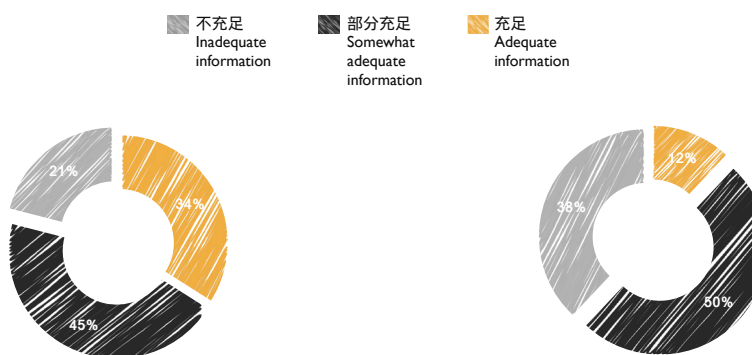 不充足
Inadequate
information
部分充足
Somewhat
adequate
information
充足
Adequate
information
21%
34%
45%
12%
38%
50%